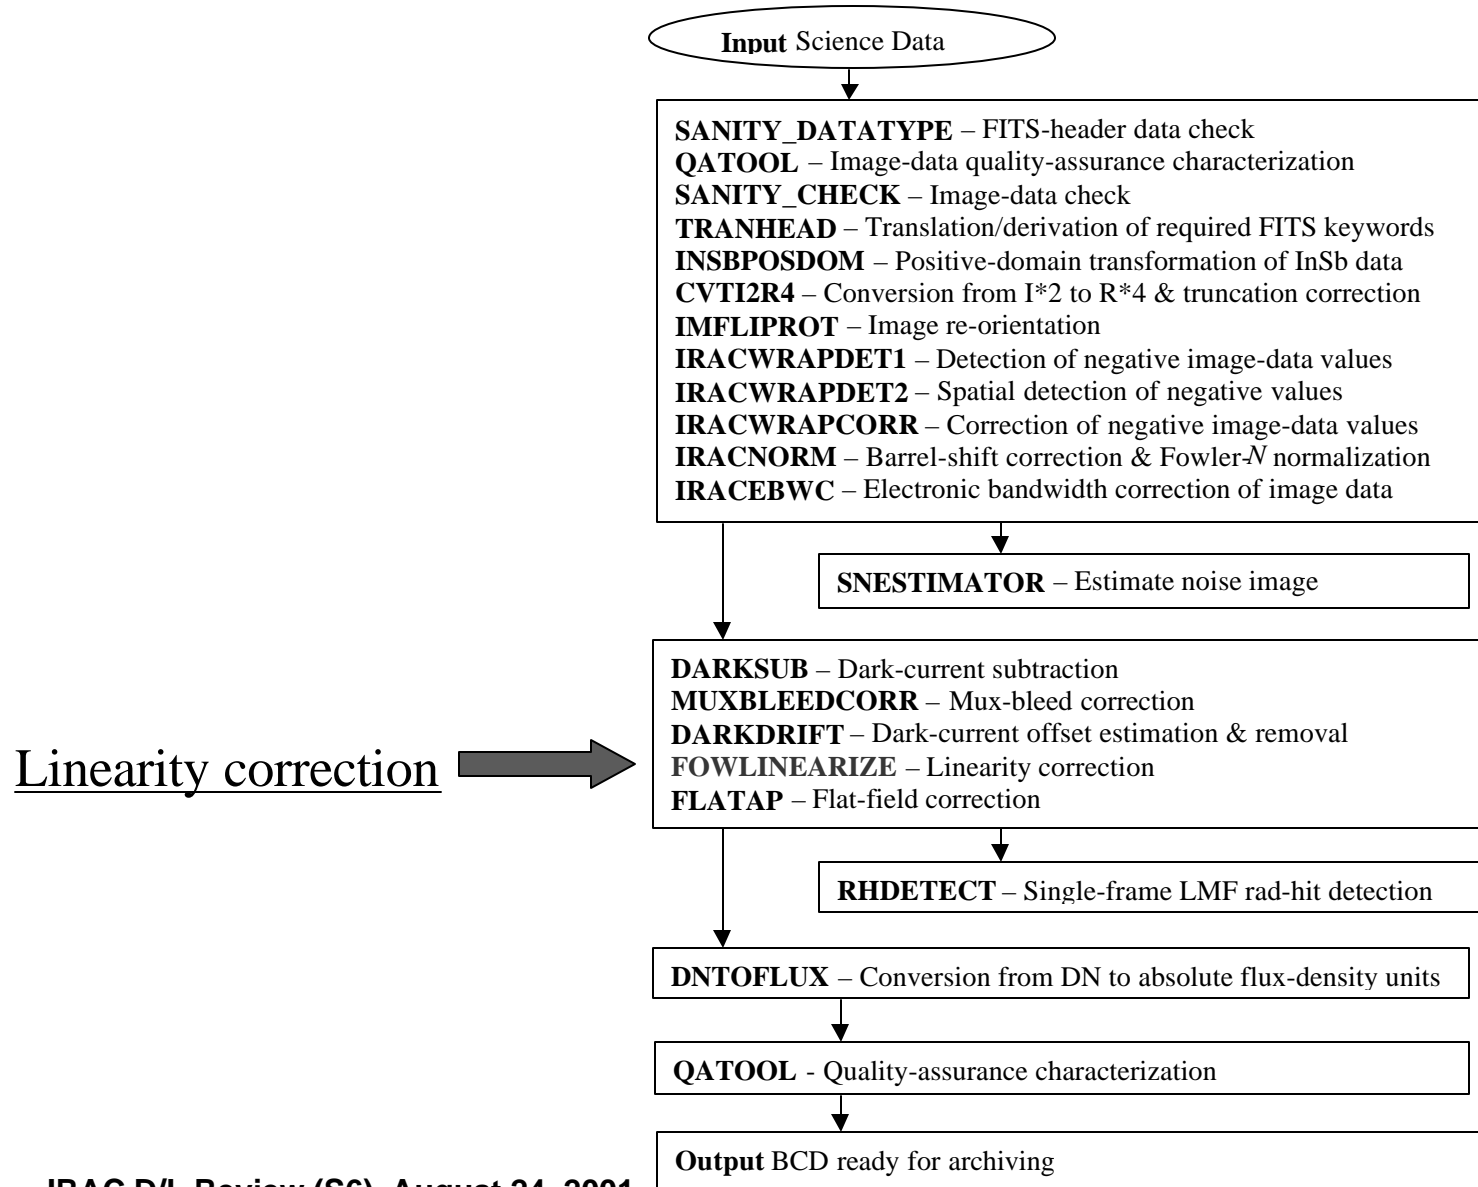 Input Science Data
SANITY_DATATYPE – FITS-header data check
QATOOL – Image-data quality-assurance characterization
SANITY_CHECK – Image-data check
TRANHEAD – Translation/derivation of required FITS keywords
INSBPOSDOM – Positive-domain transformation of InSb data
CVTI2R4 – Conversion from I*2 to R*4 & truncation correction
IMFLIPROT – Image re-orientation
IRACWRAPDET1 – Detection of negative image-data values
IRACWRAPDET2 – Spatial detection of negative values
IRACWRAPCORR – Correction of negative image-data values
IRACNORM – Barrel-shift correction & Fowler-N normalization
IRACEBWC – Electronic bandwidth correction of image data
SNESTIMATOR – Estimate noise image
DARKSUB – Dark-current subtraction
MUXBLEEDCORR – Mux-bleed correction
DARKDRIFT – Dark-current offset estimation & removal
Linearity correction
FOWLINEARIZE – Linearity correction
FLATAP – Flat-field correction
RHDETECT – Single-frame LMF rad-hit detection
DNTOFLUX – Conversion from DN to absolute flux-density units
QATOOL - Quality-assurance characterization
Output BCD ready for archiving
IRAC D/L Review (S6), August 24, 2001